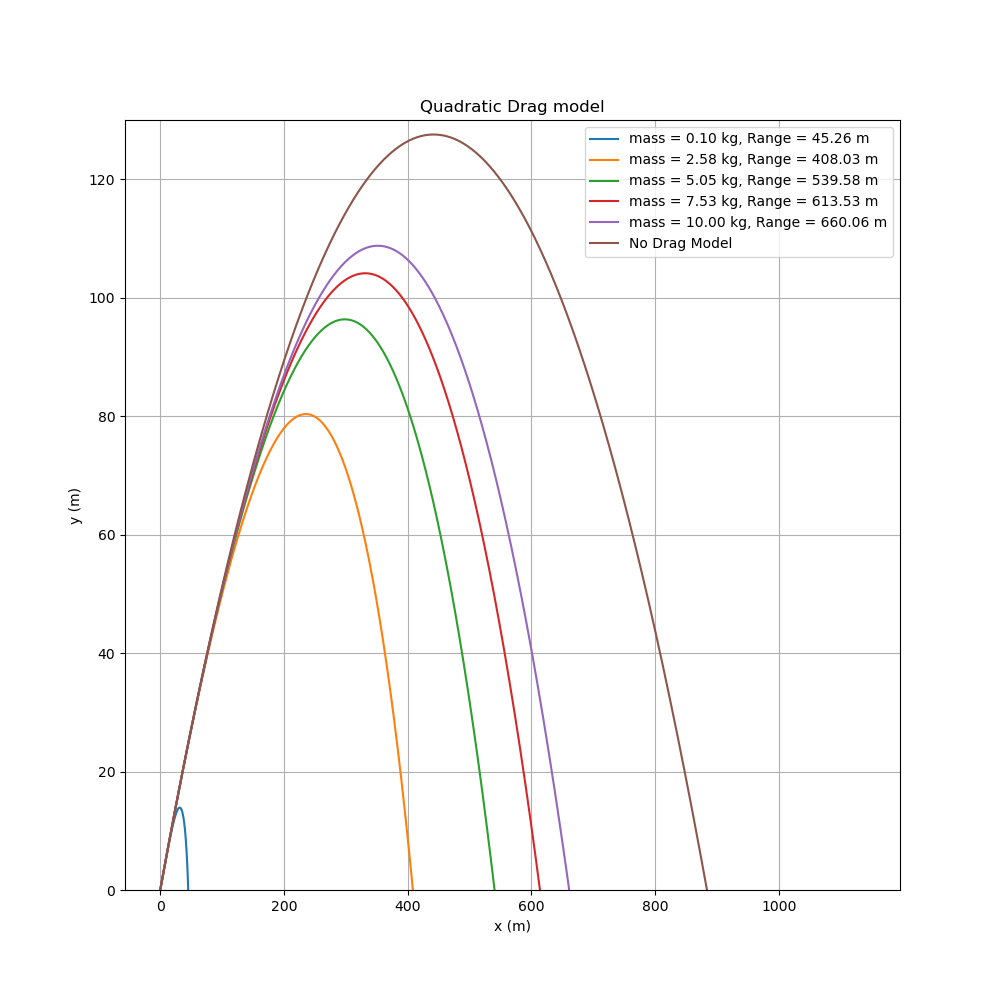 Quadratic Drag model
mass = 0.10 kg, Range = 45.26 m
mass = 2.58 kg, Range = 408.03 m
mass = 5.05 kg, Range = 539.58 m
mass = 7.53 kg, Range = 613.53 m
mass = 10.00 kg, Range = 660.06 m
No Drag Model
120
100
80
60
40
20
0
y (m)
0 200 400 600 800 1000
x (m)